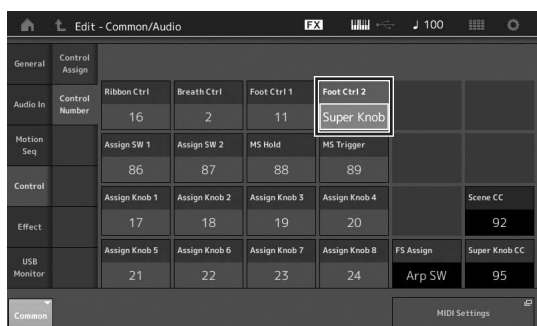 Edit - Common/Audio FX 100
General Control Assign
Audio In Control Number
Ribbon Ctrl Breath Ctrl Foot Ctrl 1 Foot Ctrl 2
16 2 11 Super Knob
Motion Seq
Assign SW 1 Assign SW 2 MS Hold MS Trigger
86 87 88 89
Control
Assign Knob 1 Assign Knob 2 Assign Knob 3 Assign Knob 4 Scene CC
17 18 19 20 92
Effect
Assign Knob 5 Assign Knob 6 Assign Knob 7 Assign Knob 8 FS Assign Super Knob CC
USB Monitor
21 22 23 24 Arp SW 95
Common MIDI Settings